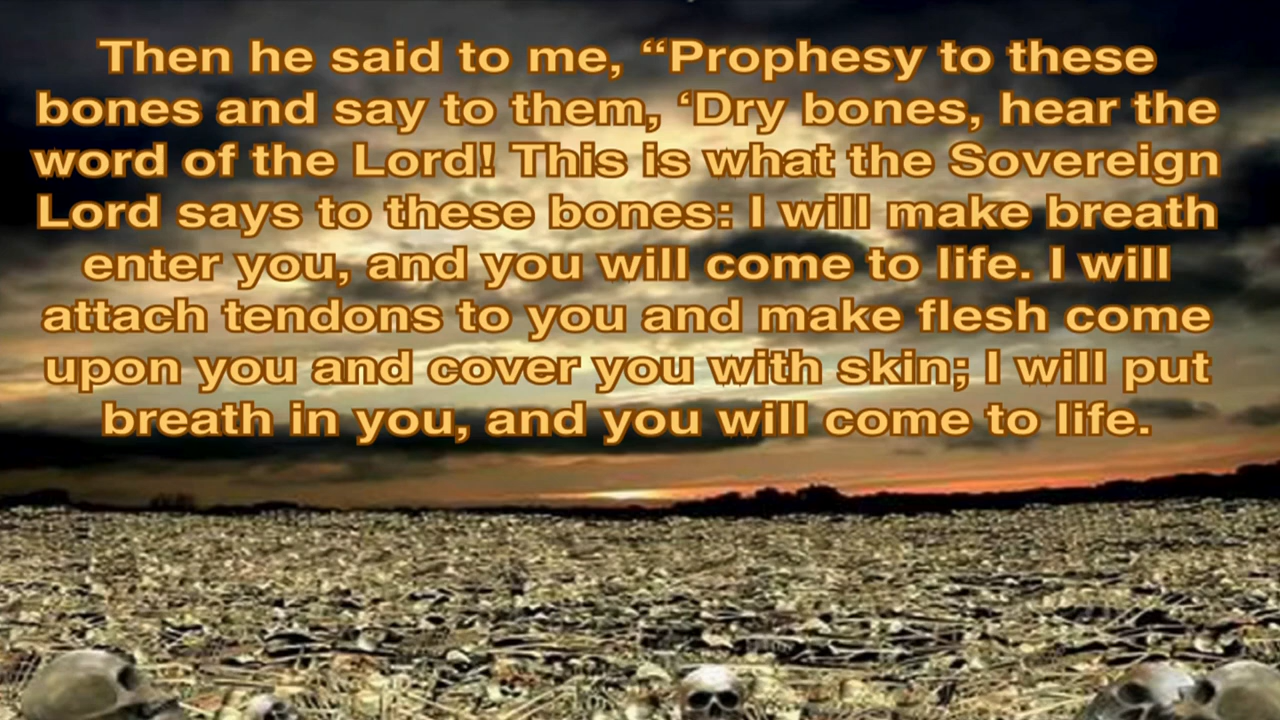 Then he said to me, “Prophesy to these
bones and say to them, ‘Dry bones, hear the
word of the Lord! This is what the Sovereign
Lord says to these bones: I will make breath
enter you, and you will come to life. I will
attach tendons to you and make flesh come
upon you and cover you with skin; I will put
breath in you, and you will come to life.